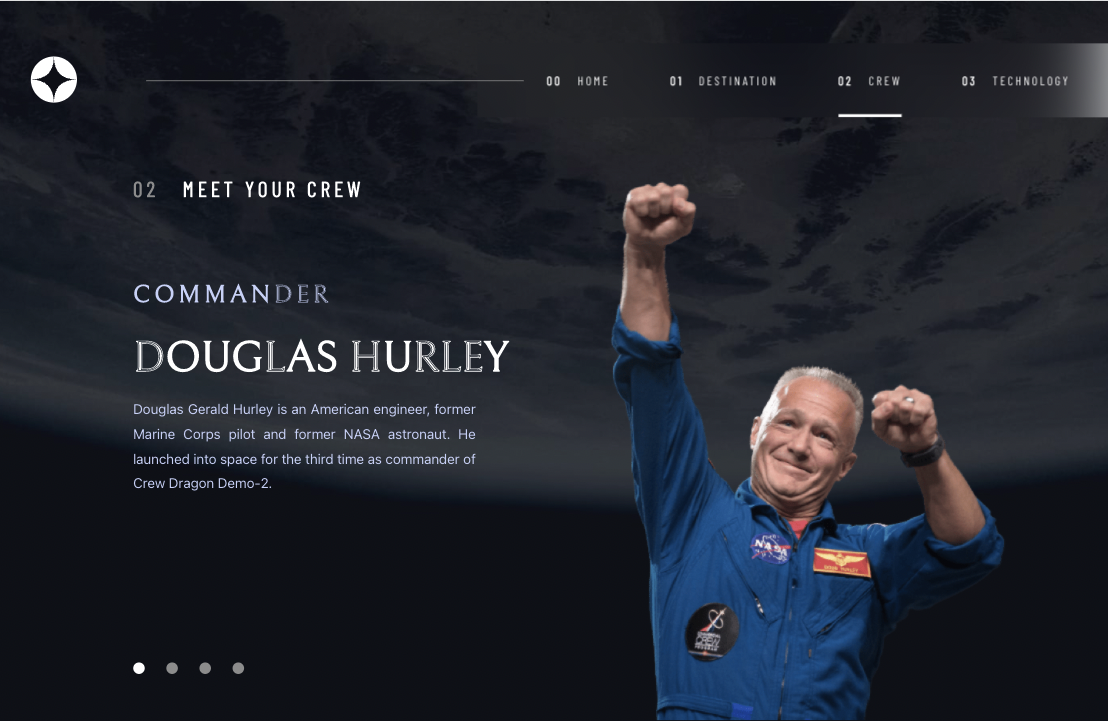 00 HOME 01 DESTINATION 02 CREW 03 TECHNOLOGY
02 MEET YOUR CREW
COMMANDER
DOUGLAS HURLEY
Douglas Gerald Hurley is an American engineer, former
Marine Corps pilot and former NASA astronaut. He
launched into space for the third time as commander of
Crew Dragon Demo-2.
NASA
CREW